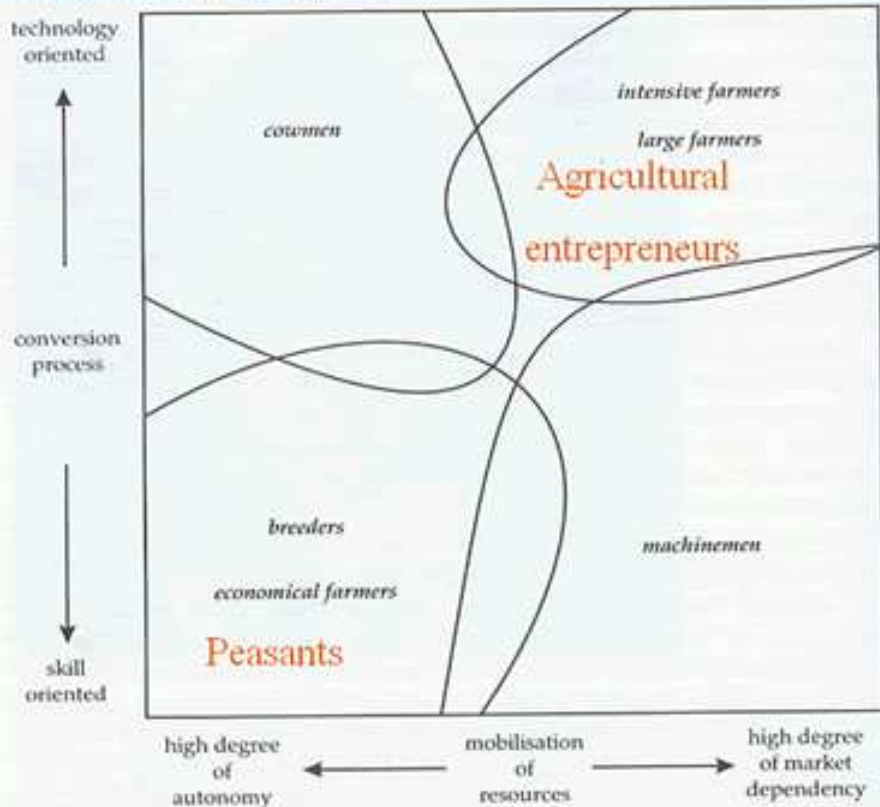 technology
oriented
conversion
process
skill
oriented
cowmen
intensive farmers
large farmers
Agricultural
entrepreneurs
breeders
economical farmers
Peasants
machinemen
high degree
of
autonomy
mobilisation
of
resources
high degree
of market
dependency